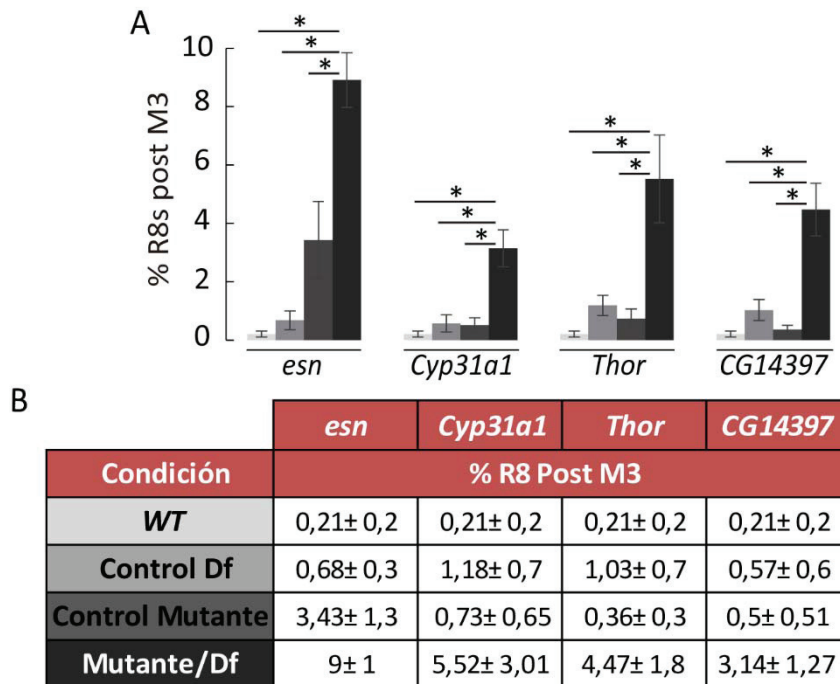 A
% R8s post M3
10
8
6
4
2
0
* * * * * * * * * * * *
esn Cyp31a1 Thor CG14397
B
esn Cyp31a1 Thor CG14397
Condición % R8 Post M3
WT 0,21± 0,2 0,21± 0,2 0,21± 0,2 0,21± 0,2
Control Df 0,68± 0,3 1,18± 0,7 1,03± 0,7 0,57± 0,6
Control Mutante 3,43± 1,3 0,73± 0,65 0,36± 0,3 0,5± 0,51
Mutante/Df 9± 1 5,52± 3,01 4,47± 1,8 3,14± 1,27